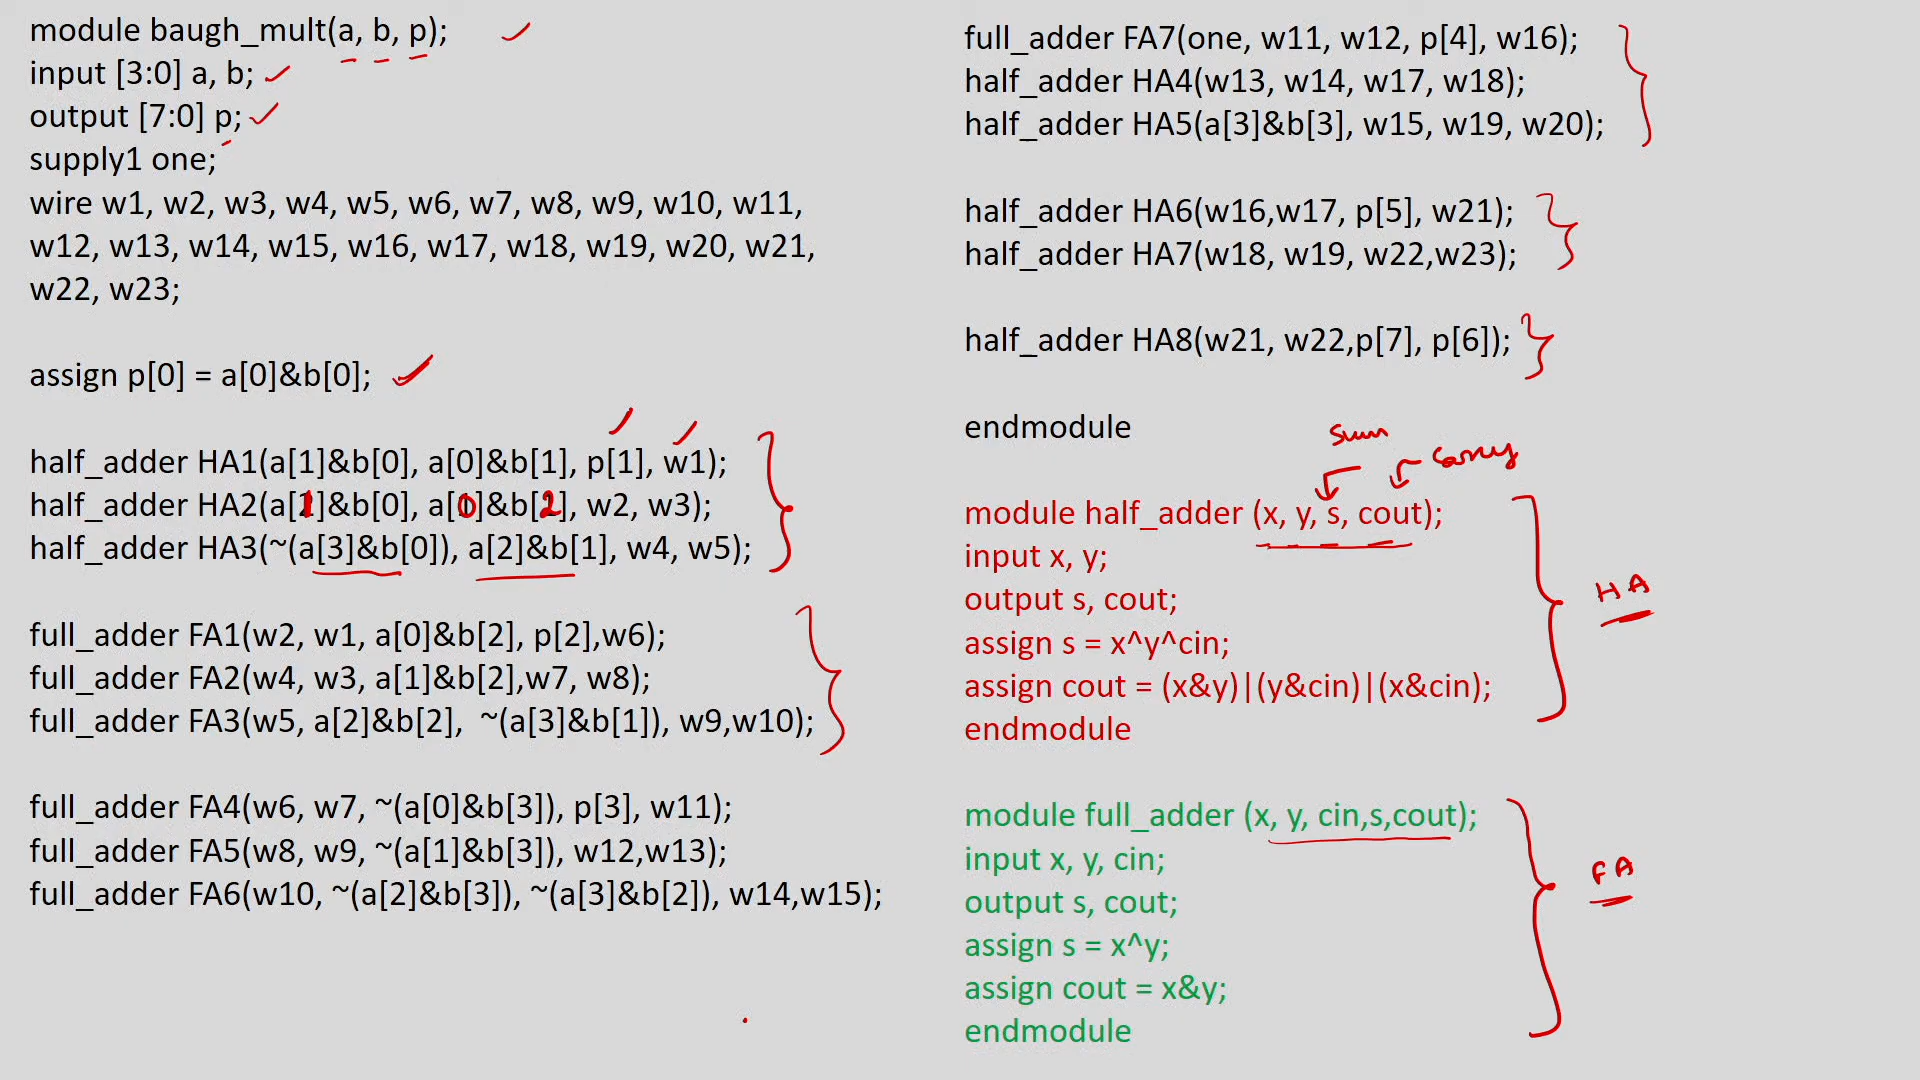 module baugh_mult(a, b, p);
input [3:0] a, b;
output [7:0] p;
supply1 one;
wire w1, w2, w3, w4, w5, w6, w7, w8, w9, w10, w11,
w12, w13, w14, w15, w16, w17, w18, w19, w20, w21,
w22, w23;
assign p[0] = a[0]&b[0];
half_adder HA1(a[1]&b[0], a[0]&b[1], p[1], w1);
half_adder HA2(a[2]&b[0], a[1]&b[1], w2, w3);
1 0 2
half_adder HA3(~(a[3]&b[0]), a[2]&b[1], w4, w5);
full_adder FA1(w2, w1, a[0]&b[2], p[2],w6);
full_adder FA2(w4, w3, a[1]&b[2],w7, w8);
full_adder FA3(w5, a[2]&b[2], ~(a[3]&b[1]), w9,w10);
full_adder FA4(w6, w7, ~(a[0]&b[3]), p[3], w11);
full_adder FA5(w8, w9, ~(a[1]&b[3]), w12,w13);
full_adder FA6(w10, ~(a[2]&b[3]), ~(a[3]&b[2]), w14,w15);
full_adder FA7(one, w11, w12, p[4], w16);
half_adder HA4(w13, w14, w17, w18);
half_adder HA5(a[3]&b[3], w15, w19, w20);
half_adder HA6(w16,w17, p[5], w21);
half_adder HA7(w18, w19, w22,w23);
half_adder HA8(w21, w22,p[7], p[6]);
endmodule
sum
carry
module half_adder (x, y, s, cout);
input x, y;
output s, cout;
assign s = x^y^cin;
assign cout = (x&y)|(y&cin)|(x&cin);
endmodule
HA
module full_adder (x, y, cin,s,cout);
input x, y, cin;
output s, cout;
assign s = x^y;
assign cout = x&y;
endmodule
FA